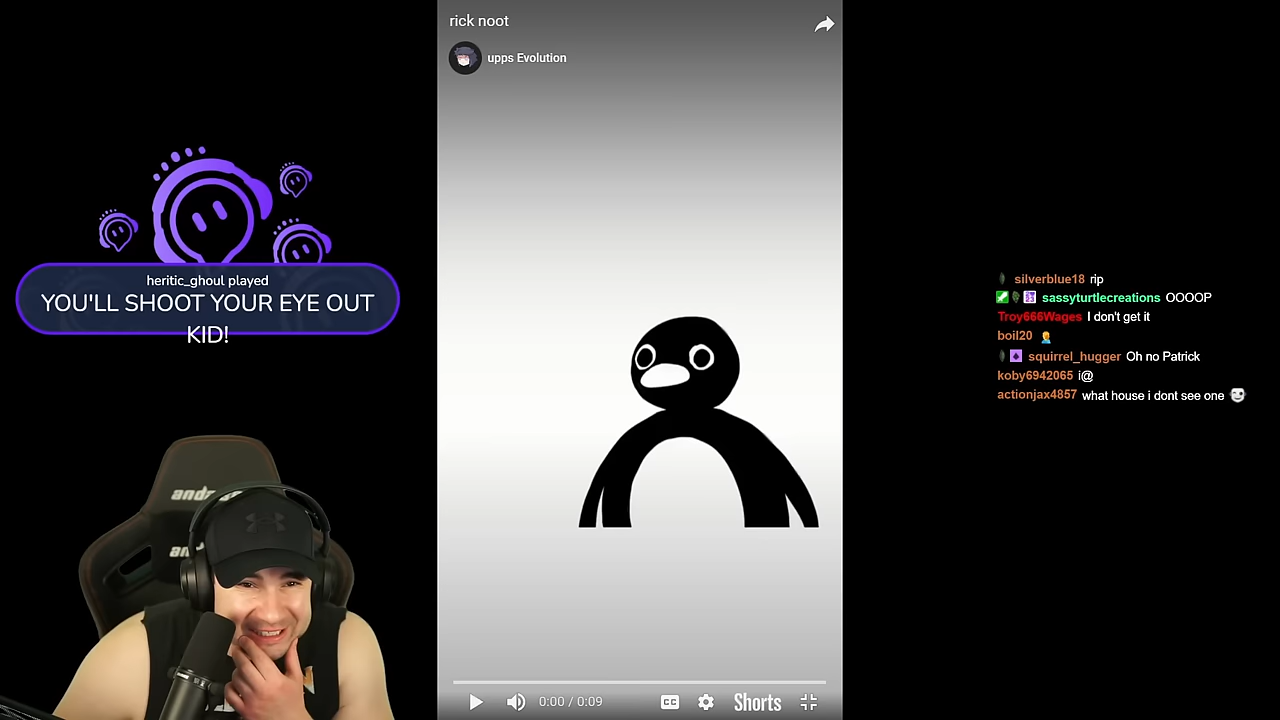 rick noot
upps Evolution
heritic_ghoul played
YOU'LL SHOOT YOUR EYE OUT
KID!
silverblue18 rip
sassyturtlecreations OOOOP
Troy666Wages I don't get it
boil20
squirrel_hugger Oh no Patrick
koby6942065 i@
actionjax4857 what house i dont see one
0:00 / 0:09
CC
Shorts